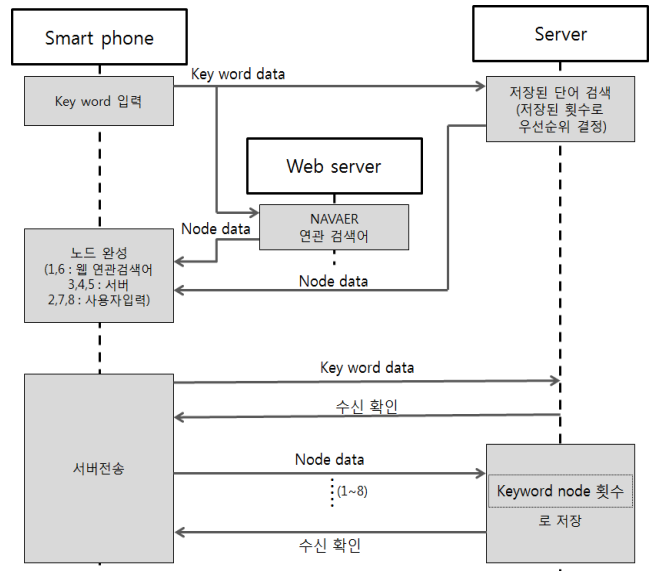 Smart phone
Server
Key word data
Key word 입력
저장된 단어 검색
(저장된 횟수로
우선순위 결정)
Web server
NAVAER
연관 검색어
Node data
노드 완성
(1,6 : 웹 연관검색어
3,4,5 : 서버
2,7,8 : 사용자입력)
Node data
Key word data
수신 확인
서버전송
Node data
(1~8)
Keyword node 횟수
로 저장
수신 확인